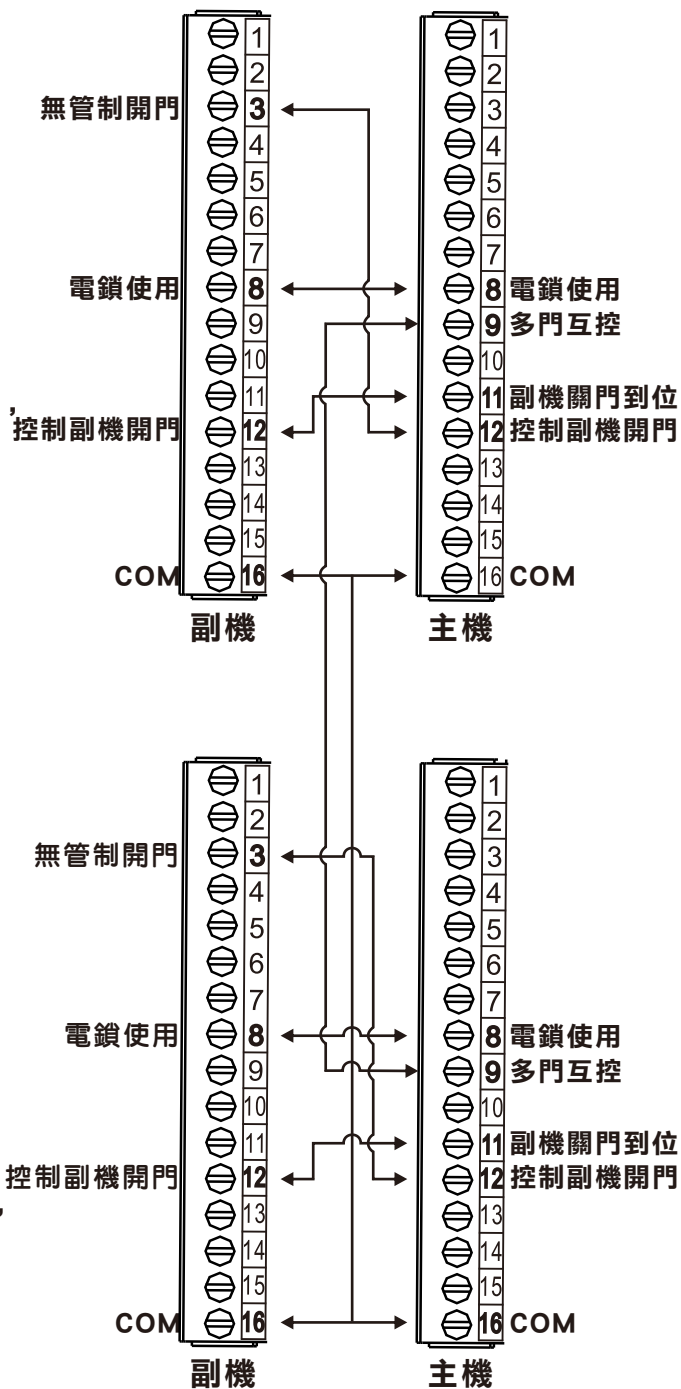 1 1
2 2
無管制開門 3 3
4 4
5 5
6 6
7 7
電鎖使用 8 8 電鎖使用
9 9 多門互控
10 10
, 11 11 副機關門到位
控制副機開門 12 12 控制副機開門
13 13
14 14
15 15
COM 16 16 COM
副機 主機
1 1
2 2
無管制開門 3 3
4 4
5 5
6 6
7 7
電鎖使用 8 8 電鎖使用
9 9 多門互控
10 10
11 11 副機關門到位
控制副機開門 12 12 控制副機開門
, 13 13
14 14
15 15
COM 16 16 COM
副機 主機